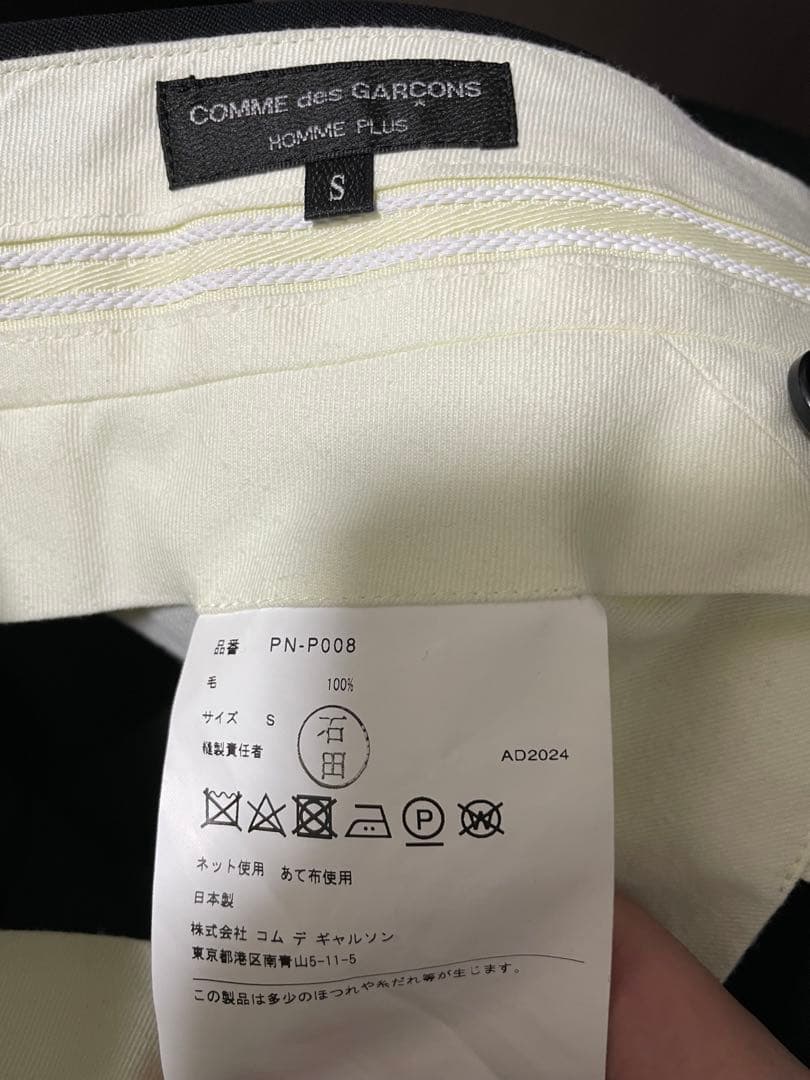 COMME des GARÇONS
HOMME PLUS
S
品番 PN-P008
毛 100%
サイズ S
縫製責任者 石田
AD2024
P
W
ネット使用 あて布使用
日本製
株式会社 コム デ ギャルソン
東京都港区南青山5-11-5
この製品は多少のほつれや糸だれ等が生じます。